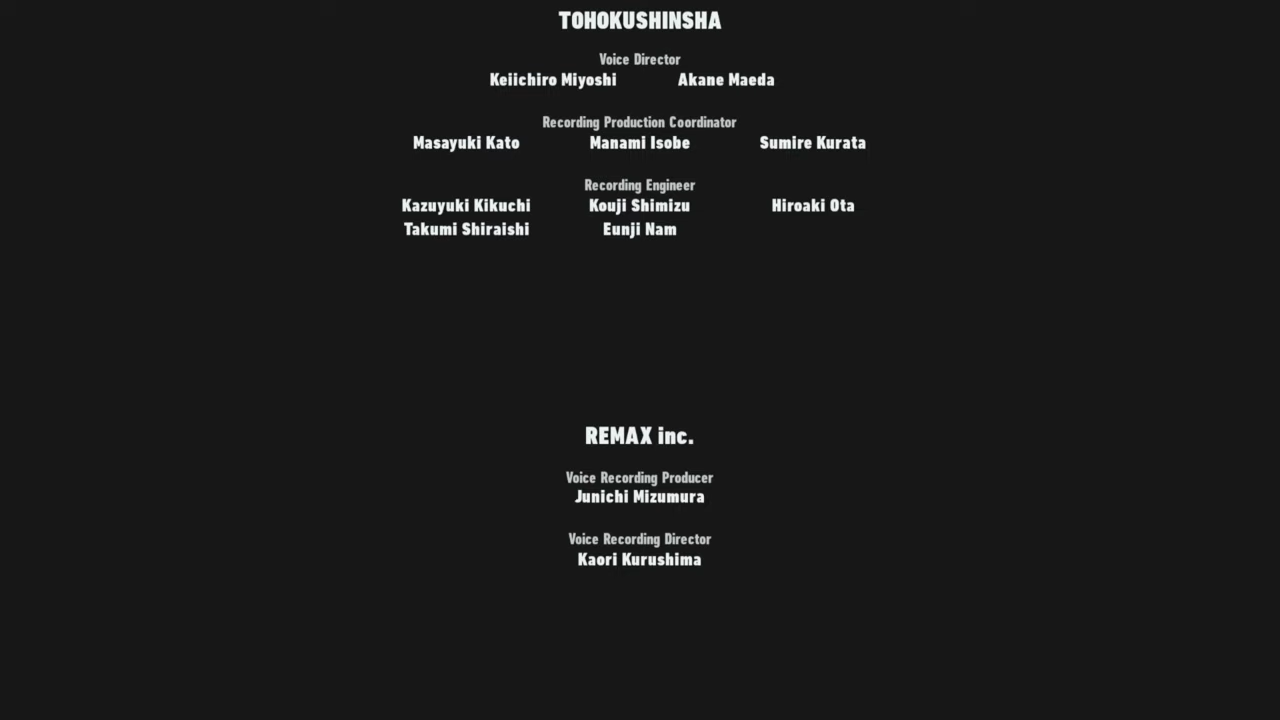 TOHOKUSHINSHA
Voice Director
Keiichiro Miyoshi Akane Maeda
Recording Production Coordinator
Masayuki Kato Manami Isobe Sumire Kurata
Recording Engineer
Kazuyuki Kikuchi Kouji Shimizu Hiroaki Ota
Takumi Shiraishi Eunji Nam
REMAX inc.
Voice Recording Producer
Junichi Mizumura
Voice Recording Director
Kaori Kurushima